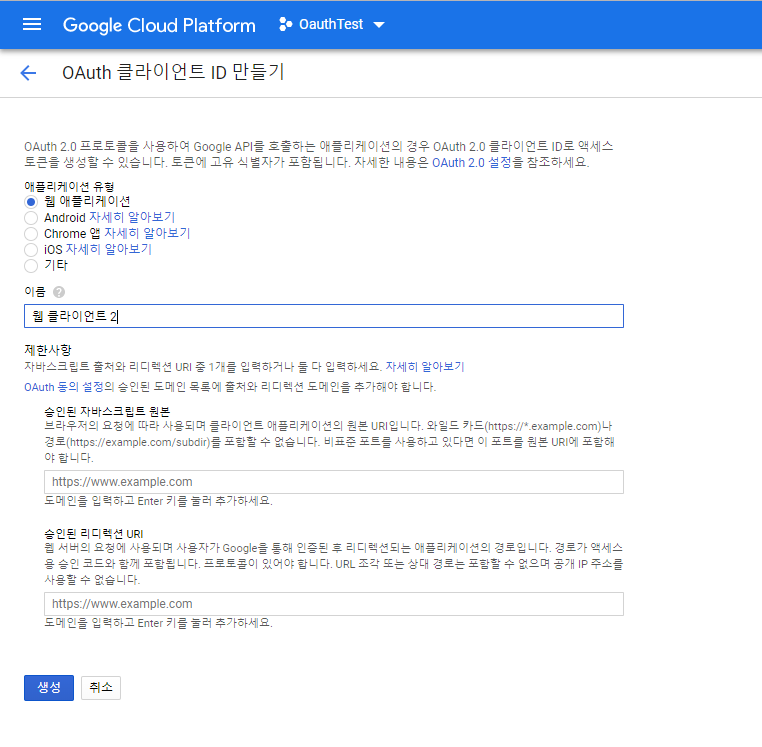 Google Cloud Platform OauthTest
OAuth 클라이언트 ID 만들기
OAuth 2.0 프로토콜을 사용하여 Google API를 호출하는 애플리케이션의 경우 OAuth 2.0 클라이언트 ID로 액세스
토큰을 생성할 수 있습니다. 토큰에 고유 식별자가 포함됩니다. 자세한 내용은 OAuth 2.0 설정을 참조하세요.
애플리케이션 유형
웹 애플리케이션
Android 자세히 알아보기
Chrome 앱 자세히 알아보기
iOS 자세히 알아보기
기타
이름 ?
웹 클라이언트 2
제한사항
자바스크립트 출처와 리디렉션 URI 중 1개를 입력하거나 둘 다 입력하세요. 자세히 알아보기
OAuth 동의 설정의 승인된 도메인 목록에 출처와 리디렉션 도메인을 추가해야 합니다.
승인된 자바스크립트 원본
브라우저의 요청에 따라 사용되며 클라이언트 애플리케이션의 원본 URI입니다. 와일드 카드(https://*.example.com)나
경로(https://example.com/subdir)를 포함할 수 없습니다. 비표준 포트를 사용하고 있다면 이 포트를 원본 URI에 포함해
야 합니다.
https://www.example.com
도메인을 입력하고 Enter 키를 눌러 추가하세요.
승인된 리디렉션 URI
웹 서버의 요청에 사용되며 사용자가 Google을 통해 인증된 후 리디렉션되는 애플리케이션의 경로입니다. 경로가 액세스
용 승인 코드와 함께 포함됩니다. 프로토콜이 있어야 합니다. URL 조각 또는 상대 경로는 포함할 수 없으며 공개 IP 주소를
사용할 수 없습니다.
https://www.example.com
도메인을 입력하고 Enter 키를 눌러 추가하세요.
생성 취소